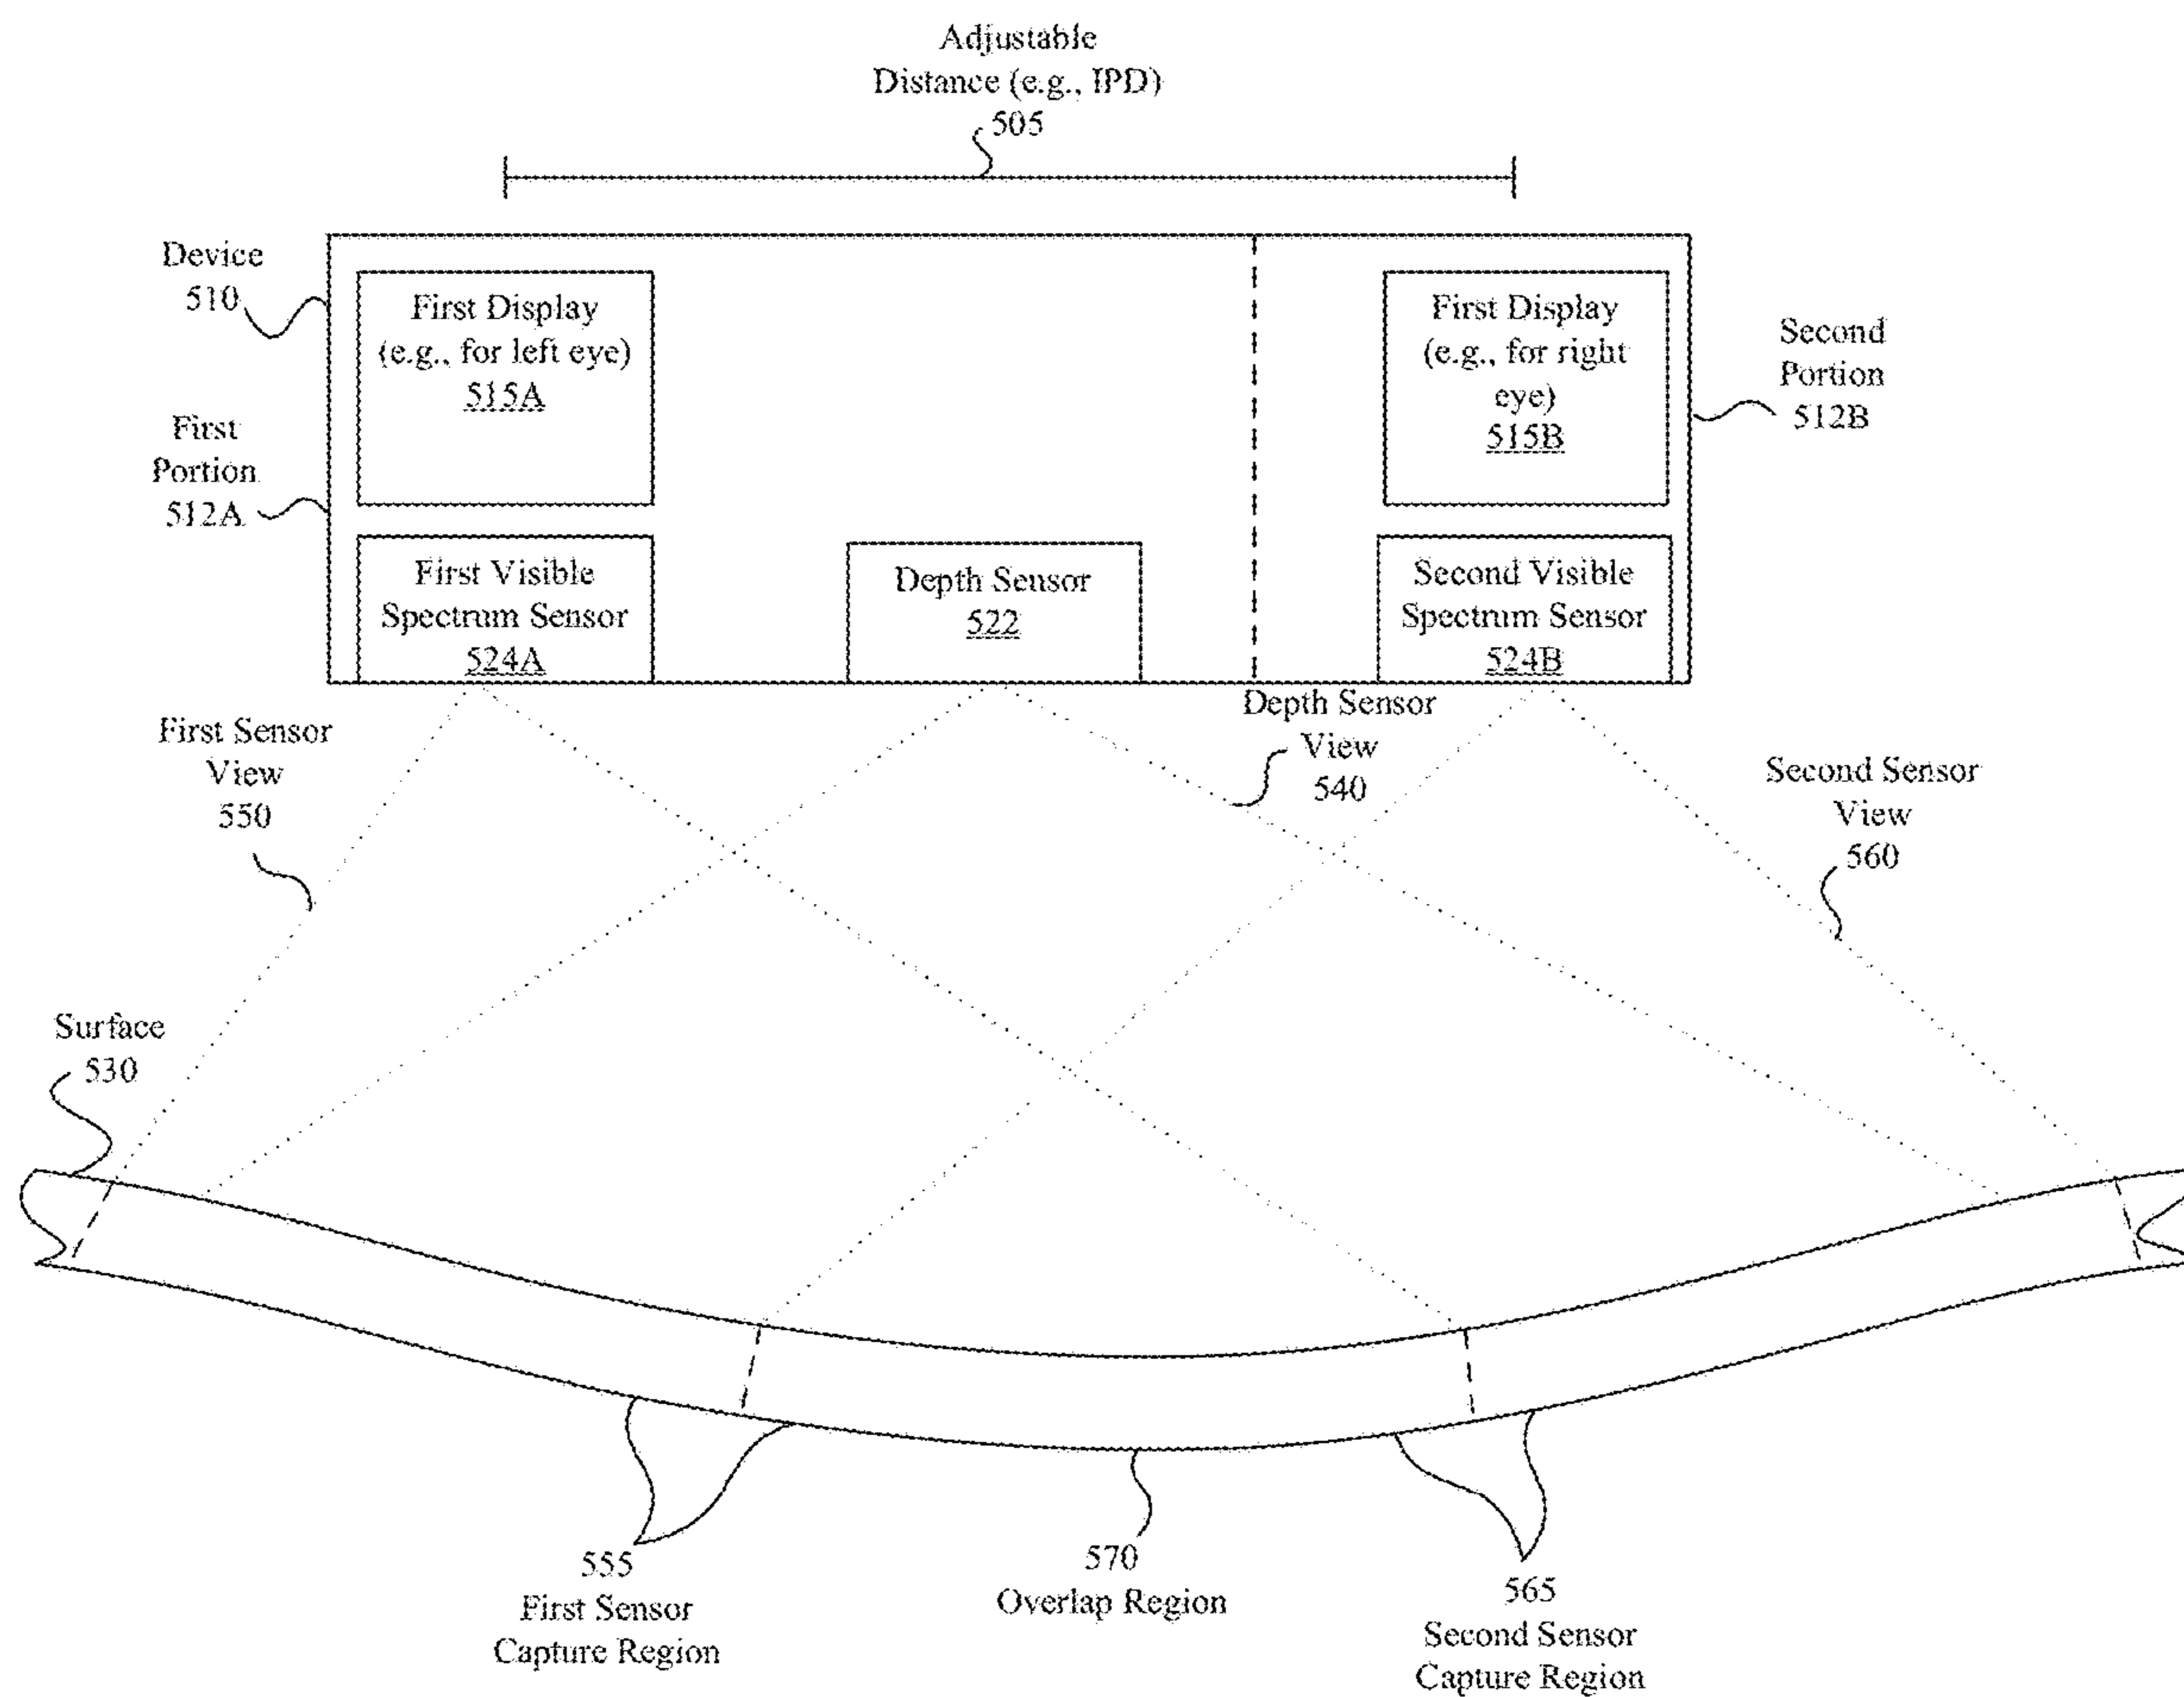 Adjustable
Distance (e.g., IPD)
505
Device
510
First
Portion
512A
First Display
(e.g., for left eye)
515A
First Display
(e.g., for right
eye)
515B
Second
Portion
512B
First Visible
Spectrum Sensor
524A
Depth Sensor
522
Second Visible
Spectrum Sensor
524B
First Sensor
View
550
Depth Sensor
View
540
Second Sensor
View
560
Surface
530
555
First Sensor
Capture Region
570
Overlap Region
565
Second Sensor
Capture Region